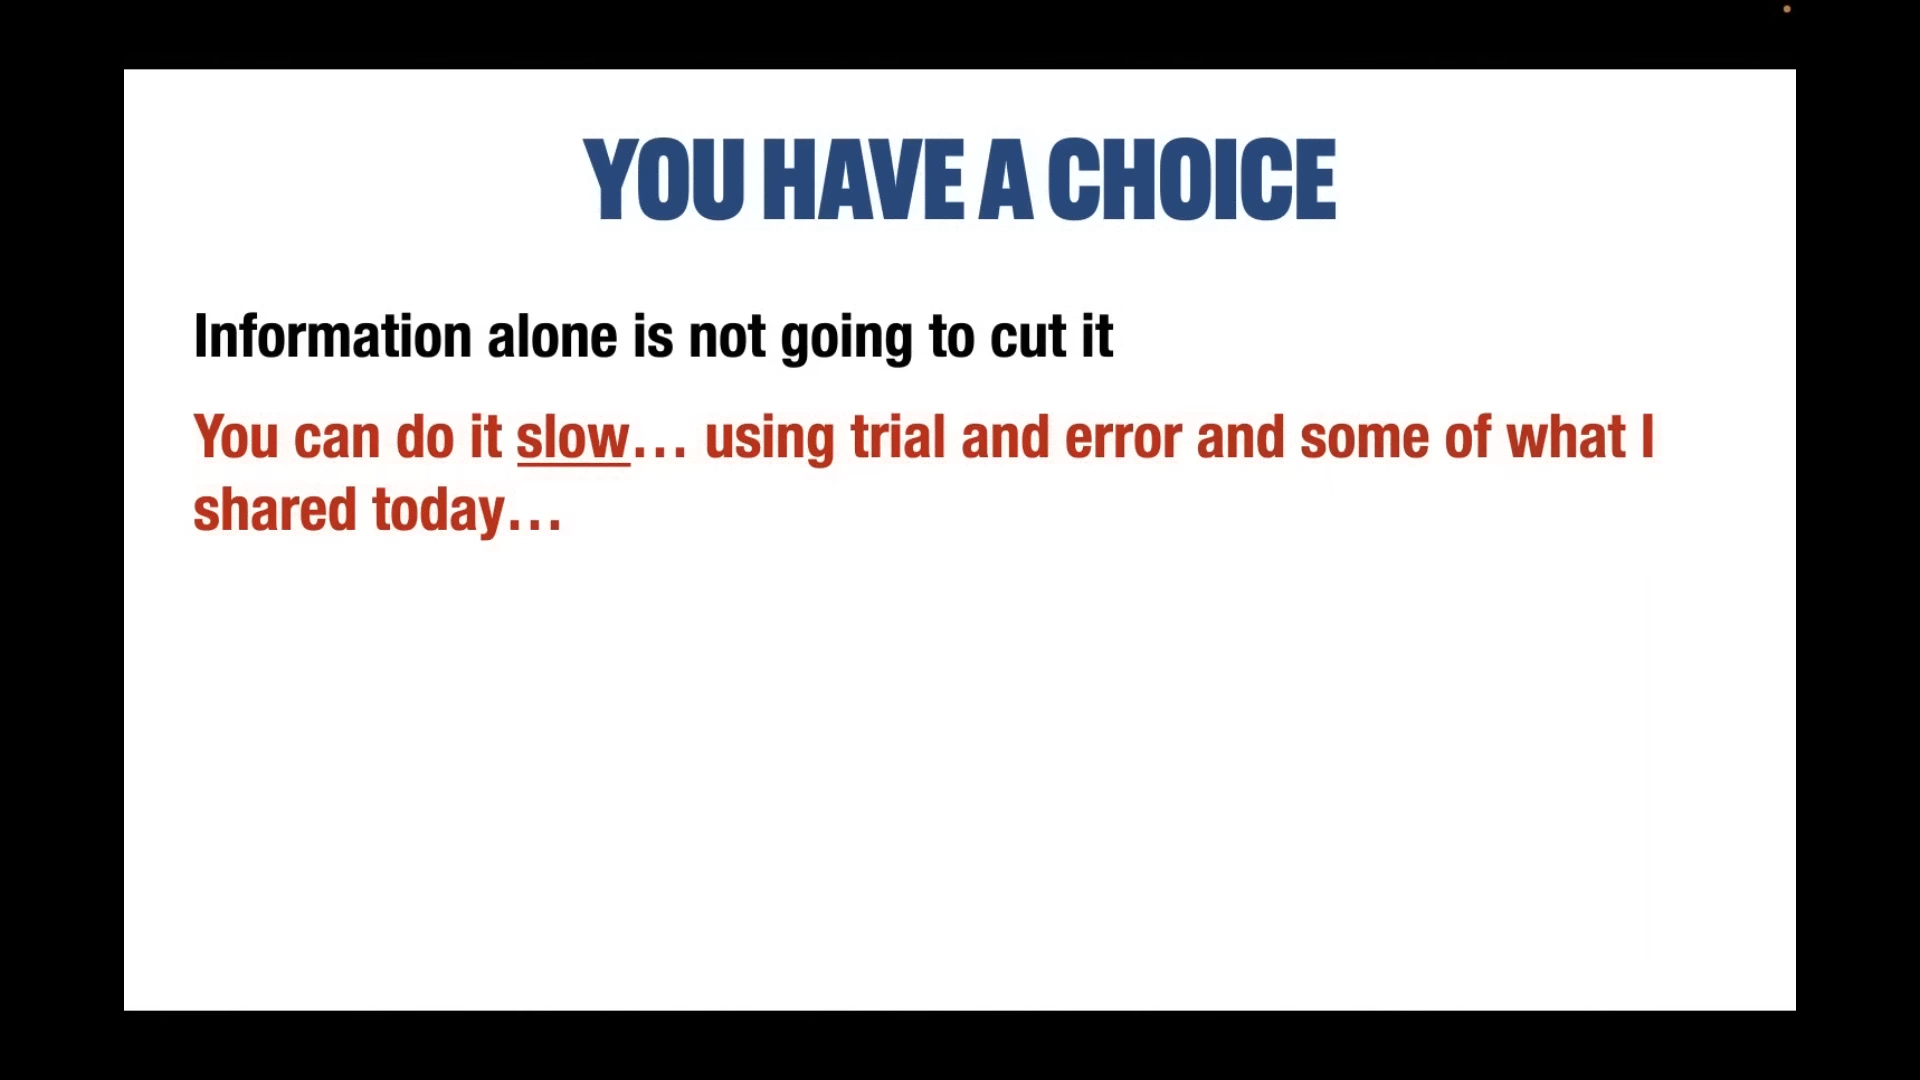 YOU HAVE A CHOICE
Information alone is not going to cut it
You can do it slow… using trial and error and some of what I
shared today…